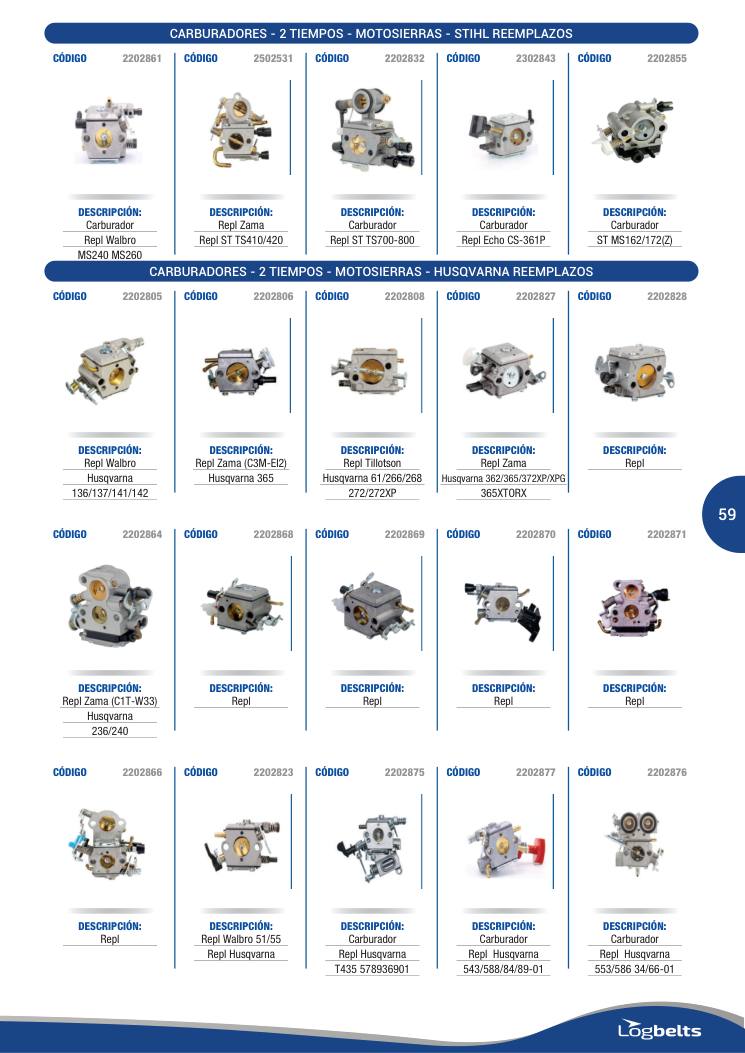 CARBURADORES - 2 TIEMPOS - MOTOSIERRAS - STIHL REEMPLAZOS
CÓDIGO 2202861
DESCRIPCIÓN:
Carburador
Repl Walbro
MS240 MS260
CÓDIGO 2502531
DESCRIPCIÓN:
Repl Zama
Repl ST TS410/420
CÓDIGO 2202832
DESCRIPCIÓN:
Carburador
Repl ST TS700-800
CÓDIGO 2302843
DESCRIPCIÓN:
Carburador
Repl Echo CS-361P
CÓDIGO 2202855
DESCRIPCIÓN:
Carburador
ST MS162/172(Z)
CARBURADORES - 2 TIEMPOS - MOTOSIERRAS - HUSQVARNA REEMPLAZOS
CÓDIGO 2202805
DESCRIPCIÓN:
Repl Walbro
Husqvarna
136/137/141/142
CÓDIGO 2202806
DESCRIPCIÓN:
Repl Zama (C3M-EI2)
Husqvarna 365
CÓDIGO 2202808
DESCRIPCIÓN:
Repl Tillotson
Husqvarna 61/266/268
272/272XP
CÓDIGO 2202827
DESCRIPCIÓN:
Repl Zama
Husqvarna 362/365/372XP/XPG
365XTORX
CÓDIGO 2202828
DESCRIPCIÓN:
Repl
59
CÓDIGO 2202864
DESCRIPCIÓN:
Repl Zama (C1T-W33)
Husqvarna
236/240
CÓDIGO 2202868
DESCRIPCIÓN:
Repl
CÓDIGO 2202869
DESCRIPCIÓN:
Repl
CÓDIGO 2202870
DESCRIPCIÓN:
Repl
CÓDIGO 2202871
DESCRIPCIÓN:
Repl
CÓDIGO 2202866
DESCRIPCIÓN:
Repl
CÓDIGO 2202823
DESCRIPCIÓN:
Repl Walbro 51/55
Repl Husqvarna
CÓDIGO 2202875
DESCRIPCIÓN:
Carburador
Repl Husqvarna
T435 578936901
CÓDIGO 2202877
DESCRIPCIÓN:
Carburador
Repl Husqvarna
543/588/84/89-01
CÓDIGO 2202876
DESCRIPCIÓN:
Carburador
Repl Husqvarna
553/586 34/66-01
Logbelts